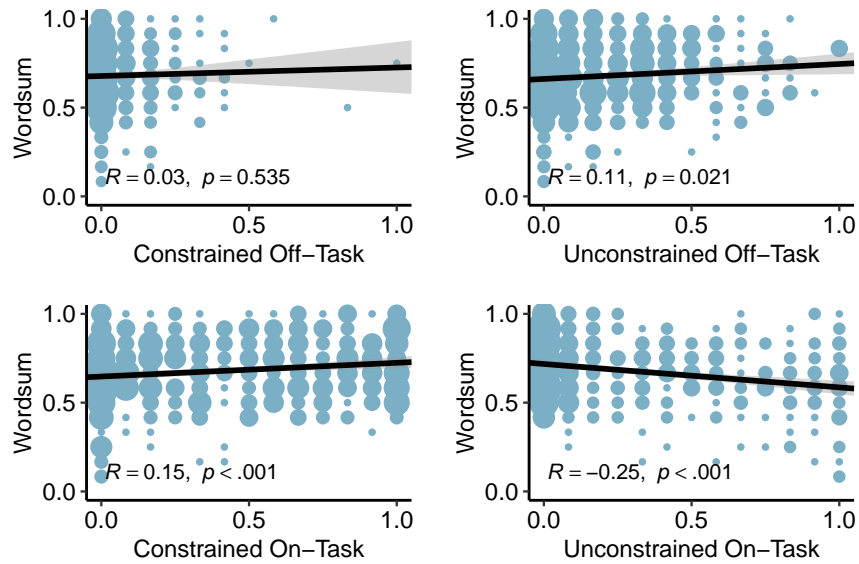 Wordsum
1.0
0.5
0.0
R = 0.03, p = 0.535
0.0 0.5 1.0
Constrained Off−Task
Wordsum
1.0
0.5
0.0
R = 0.11, p = 0.021
0.0 0.5 1.0
Unconstrained Off−Task
Wordsum
1.0
0.5
0.0
R = 0.15, p < .001
0.0 0.5 1.0
Constrained On−Task
Wordsum
1.0
0.5
0.0
R = −0.25, p < .001
0.0 0.5 1.0
Unconstrained On−Task